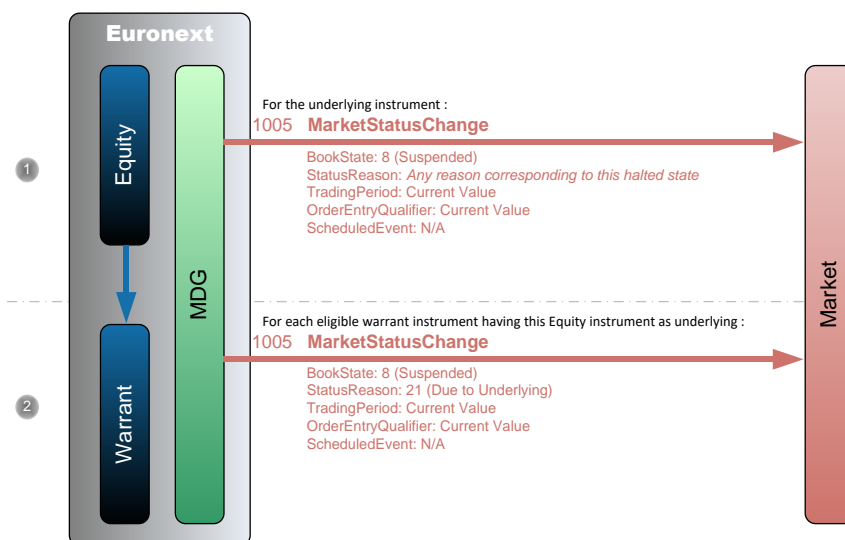 Euronext
Equity
MDG
Warrant
Market
1
For the underlying instrument :
1005 MarketStatusChange
BookState: 8 (Suspended)
StatusReason: Any reason corresponding to this halted state
TradingPeriod: Current Value
OrderEntryQualifier: Current Value
ScheduledEvent: N/A
2
For each eligible warrant instrument having this Equity instrument as underlying :
1005 MarketStatusChange
BookState: 8 (Suspended)
StatusReason: 21 (Due to Underlying)
TradingPeriod: Current Value
OrderEntryQualifier: Current Value
ScheduledEvent: N/A